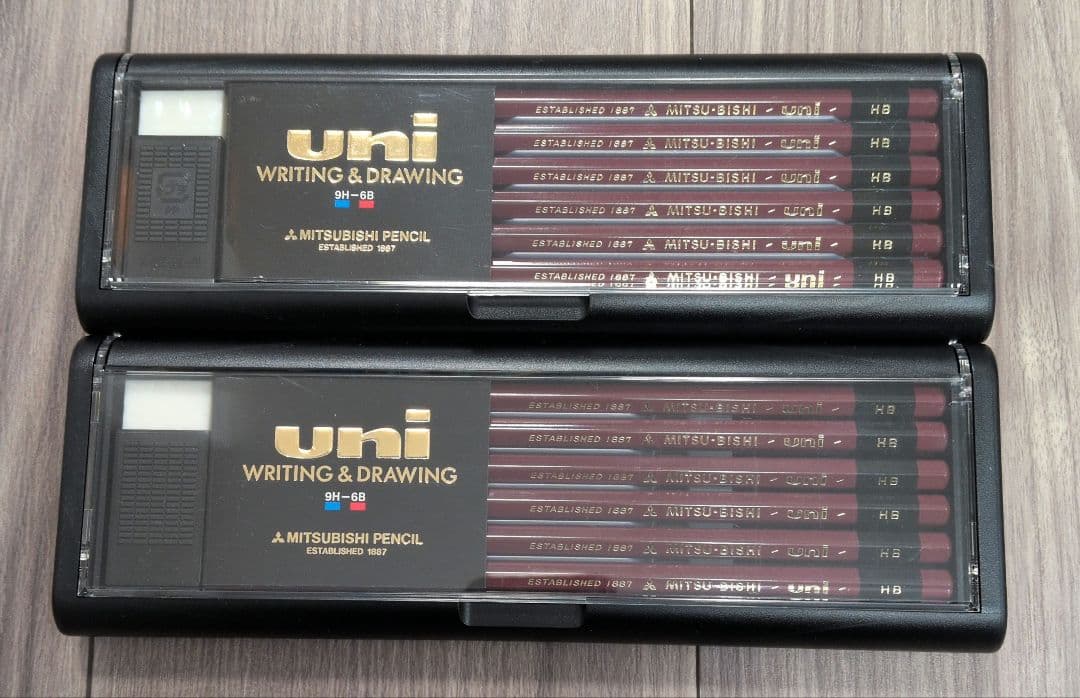 uni
WRITING & DRAWING
9H-6B
MITSUBISHI PENCIL
ESTABLISHED 1887
ESTABLISHED 1887 MITSU-BISHI - uni - HB
ESTABLISHED 1887 MITSU-BISHI - uni - HB
ESTABLISHED 1887 MITSU-BISHI - uni - HB
ESTABLISHED 1887 MITSU-BISHI - uni - HB
ESTABLISHED 1887 MITSU-BISHI - uni - HB
ESTABLISHED 1887 MITSU-BISHI - uni - HB
uni
WRITING & DRAWING
9H-6B
MITSUBISHI PENCIL
ESTABLISHED 1887
ESTABLISHED 1887 MITSU-BISHI - uni - HB
ESTABLISHED 1887 MITSU-BISHI - uni - HB
ESTABLISHED 1887 MITSU-BISHI - uni - HB
ESTABLISHED 1887 MITSU-BISHI - uni - HB
ESTABLISHED 1887 MITSU-BISHI - uni - HB
ESTABLISHED 1887 MITSU-BISHI - uni - HB